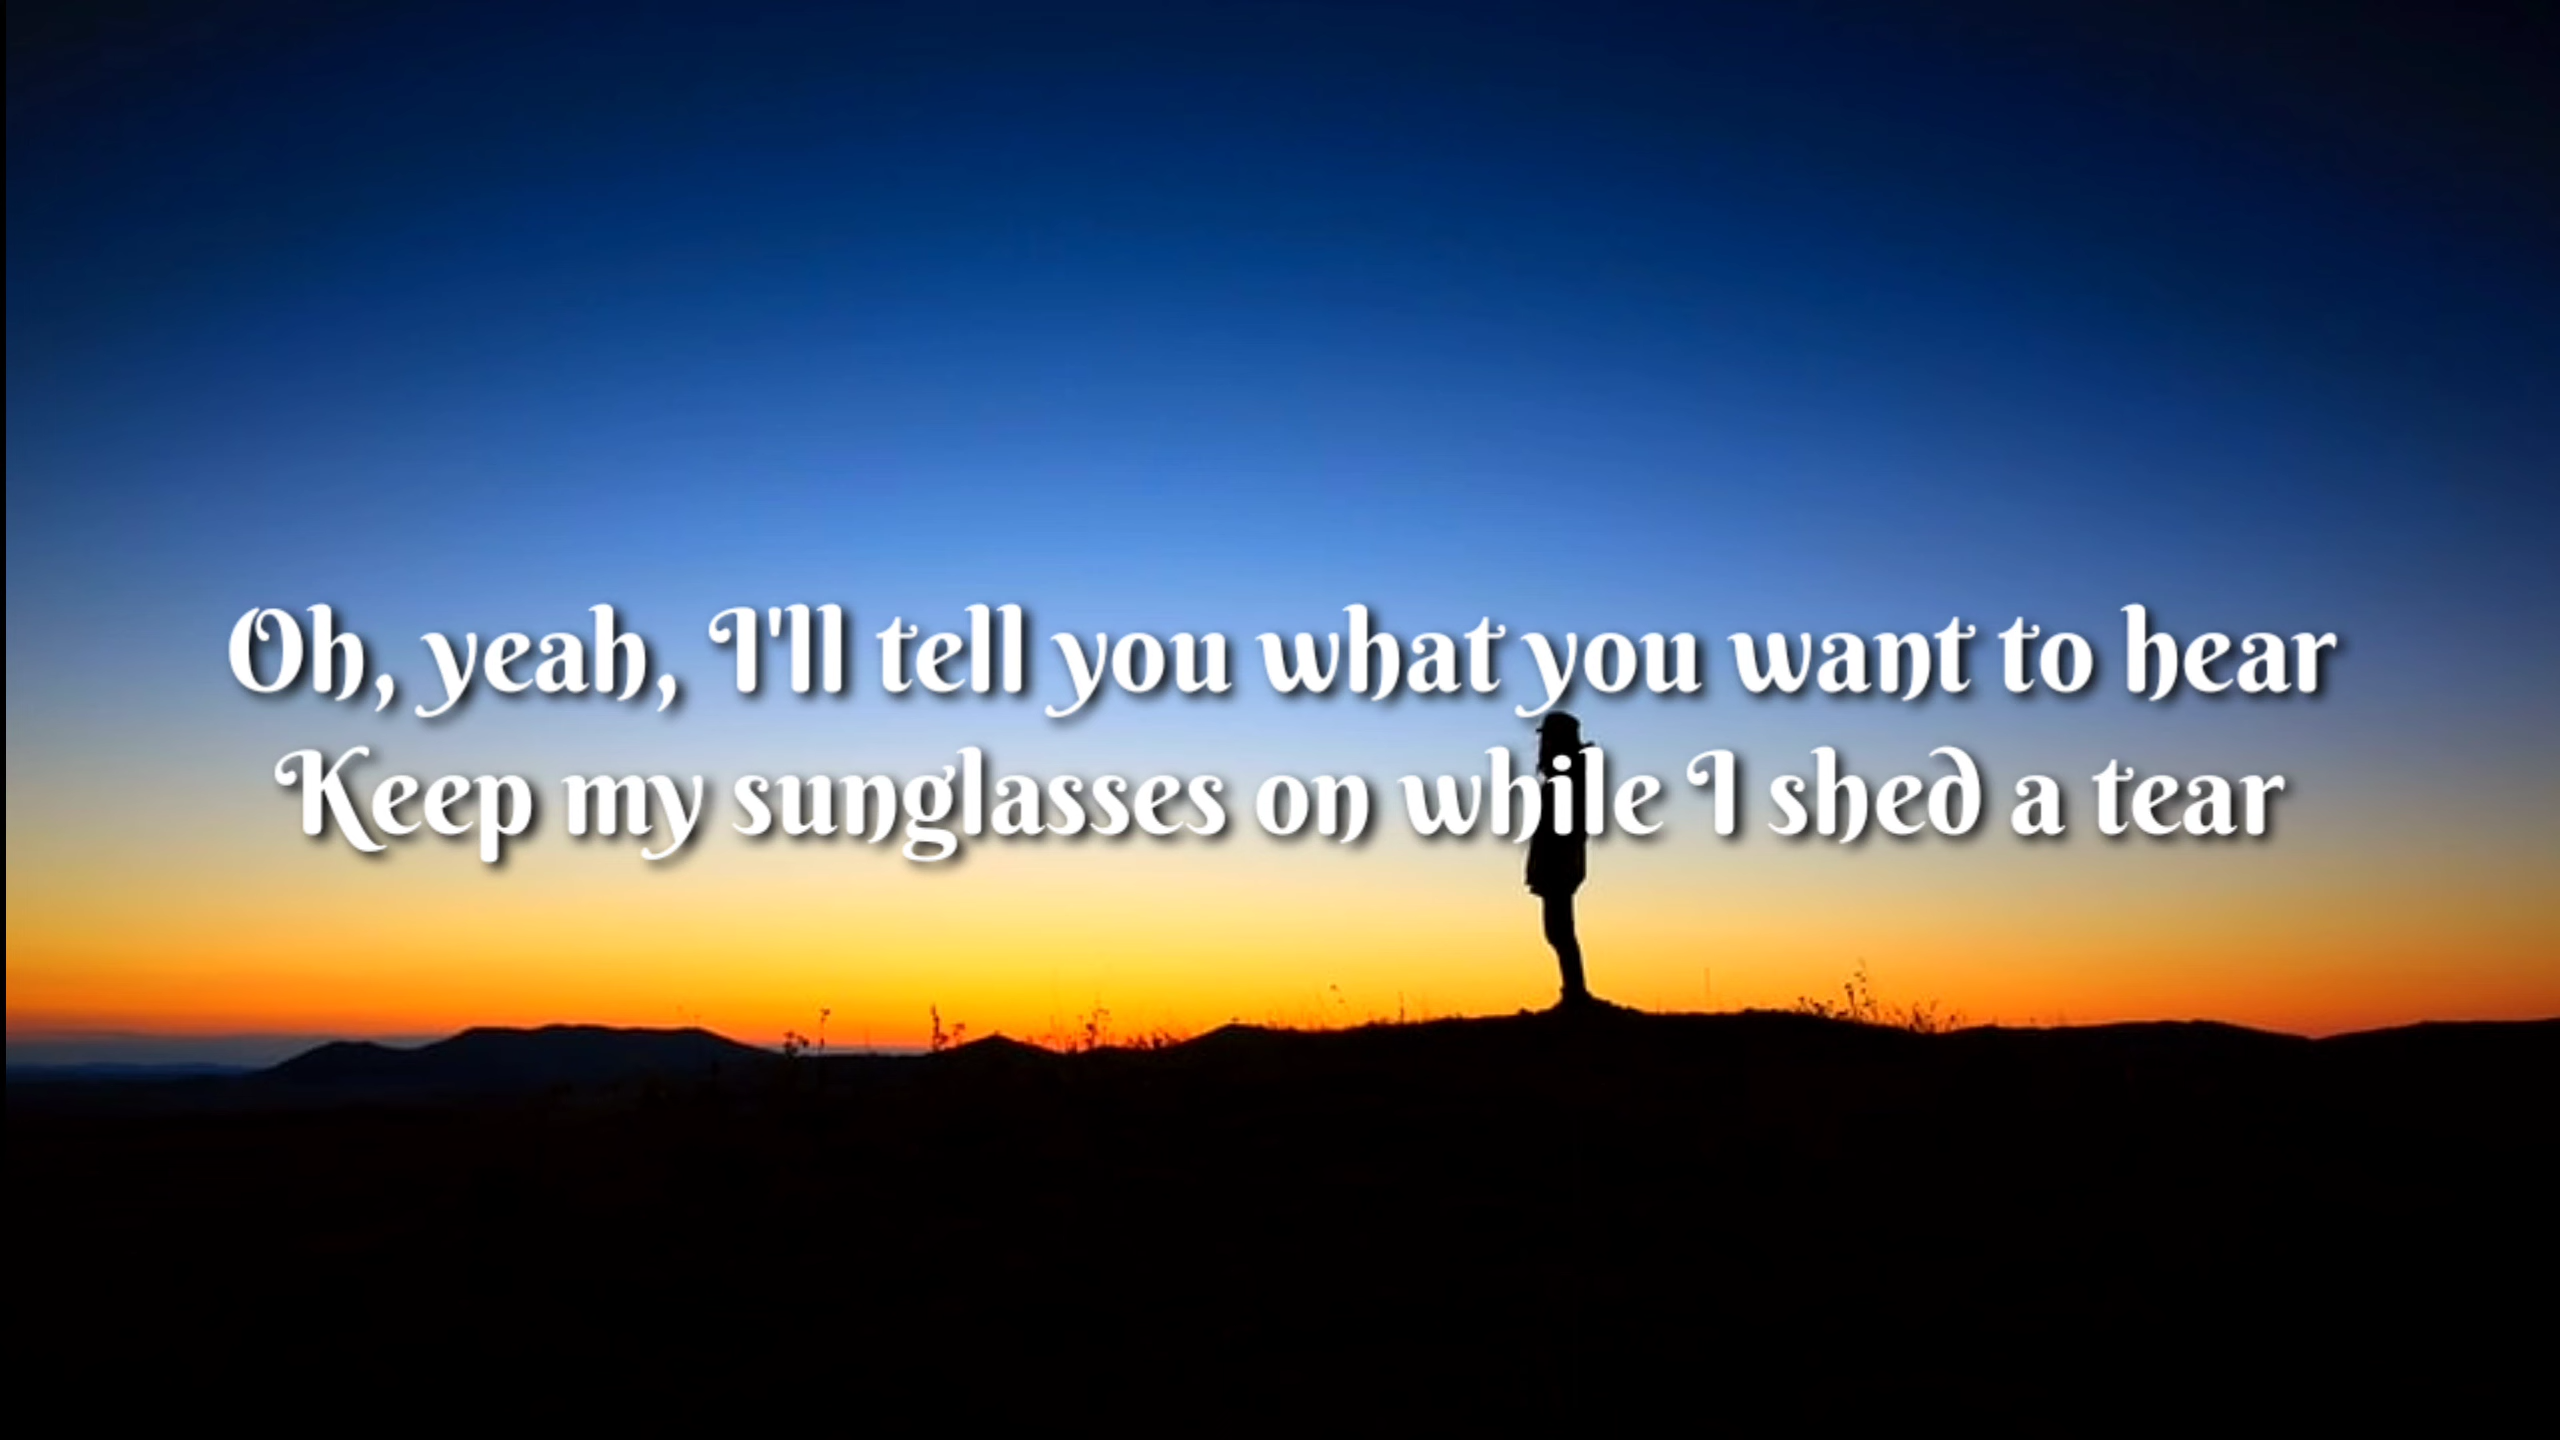 Oh, yeah, I'll tell you what you want to hear
Keep my sunglasses on while I shed a tear